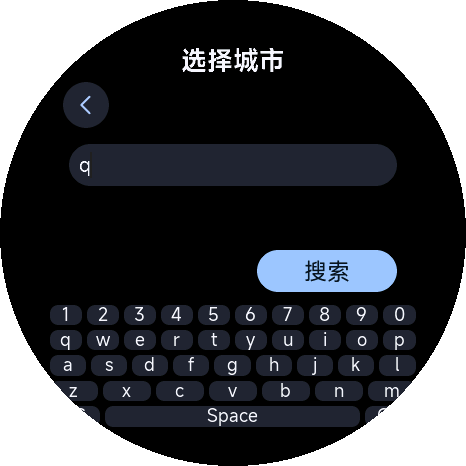 选择城市
q
搜索
1 2 3 4 5 6 7 8 9 0
q w e r t y u i o p
a s d f g h j k l
z x c v b n m
Space